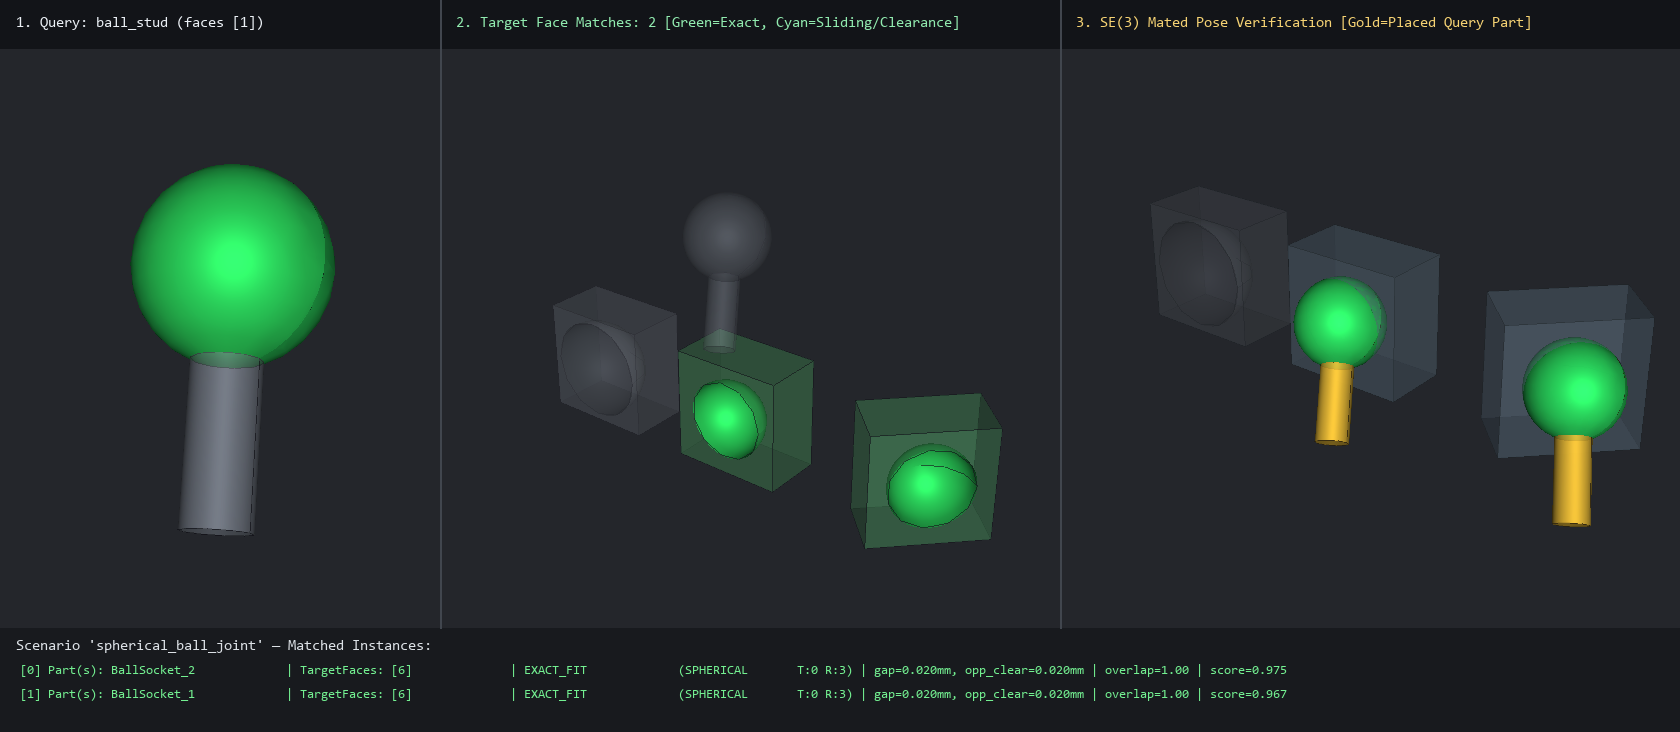 1. Query: ball_stud (faces [1])
2. Target Face Matches: 2 [Green=Exact, Cyan=Sliding/Clearance]
3. SE(3) Mated Pose Verification [Gold=Placed Query Part]
Scenario 'spherical_ball_joint' — Matched Instances:
[0] Part(s): BallSocket_2 | TargetFaces: [6] | EXACT_FIT (SPHERICAL T:0 R:3) | gap=0.020mm, opp_clear=0.020mm | overlap=1.00 | score=0.975
[1] Part(s): BallSocket_1 | TargetFaces: [6] | EXACT_FIT (SPHERICAL T:0 R:3) | gap=0.020mm, opp_clear=0.020mm | overlap=1.00 | score=0.967